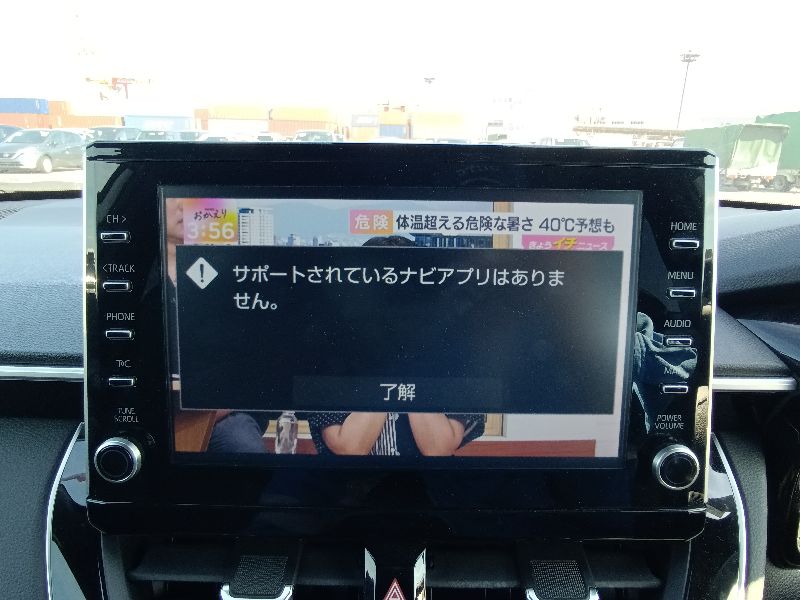 おかえり
3:56
危険 体温超える危険な暑さ 40℃予想も
きょうイチニュース
! サポートされているナビアプリはありま
せん。
了解
CH >
< TRACK
PHONE
TUNE
SCROLL
HOME
MENU
AUDIO
POWER
VOLUME